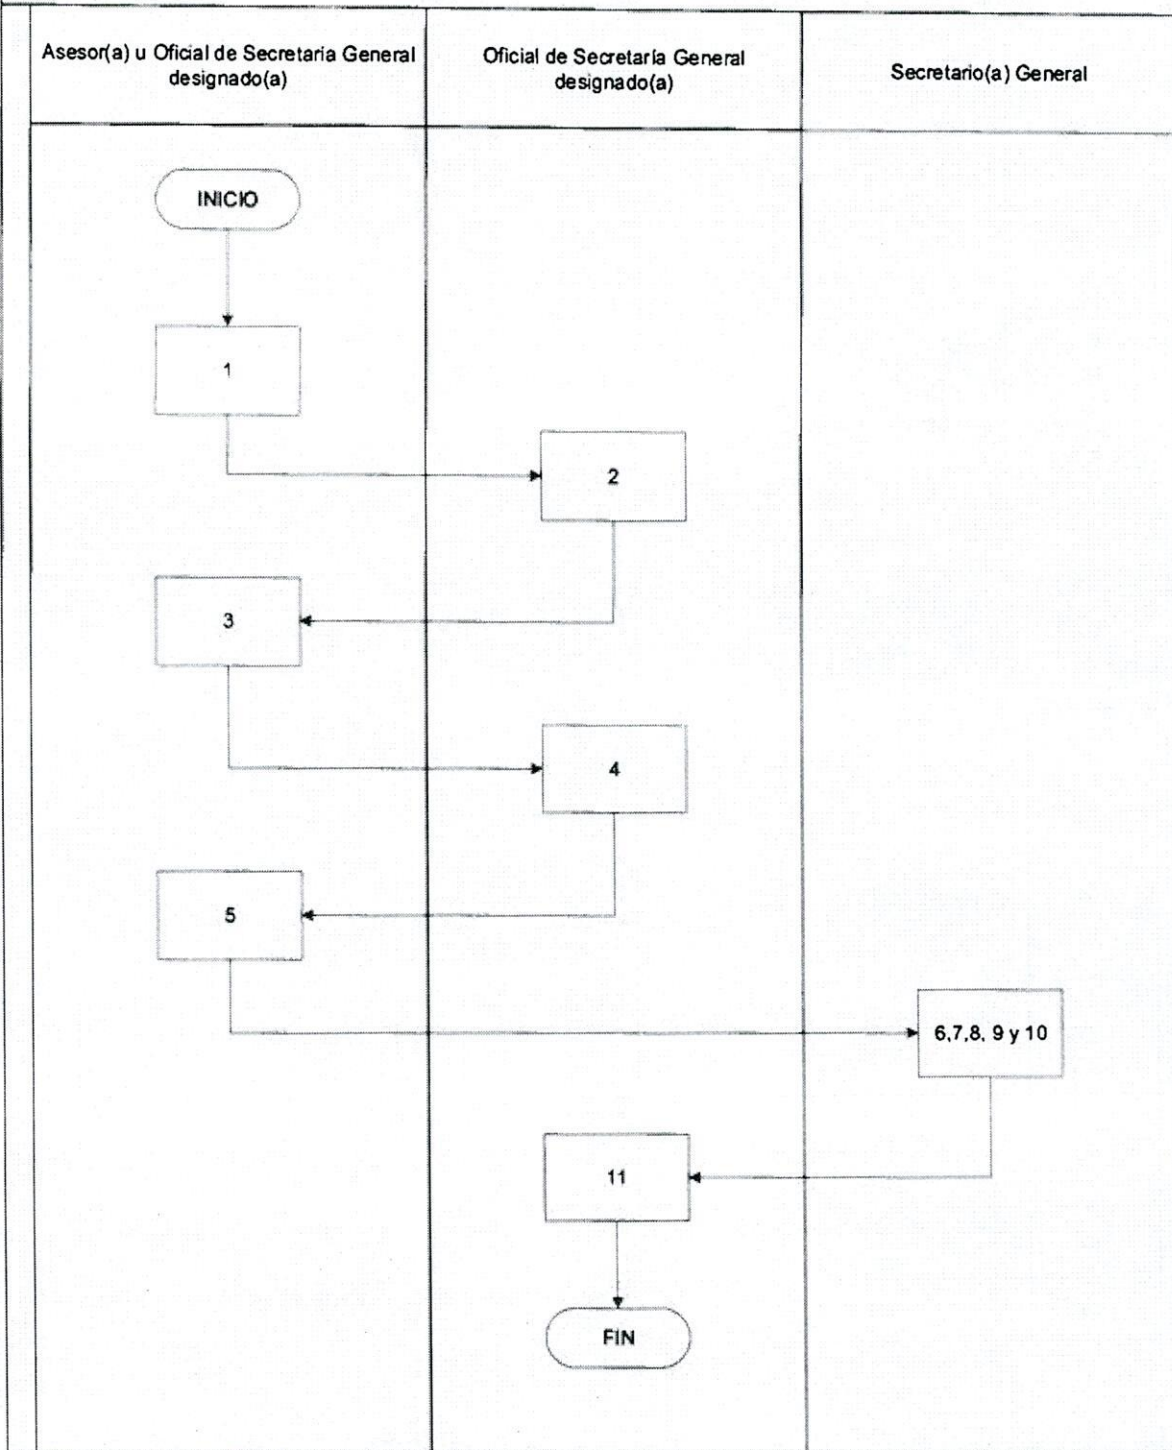 Asesor(a) u Oficial de Secretaría General
designado(a)
Oficial de Secretaría General
designado(a)
Secretario(a) General
INICIO
1
2
3
4
5
6,7,8, 9 y 10
11
FIN